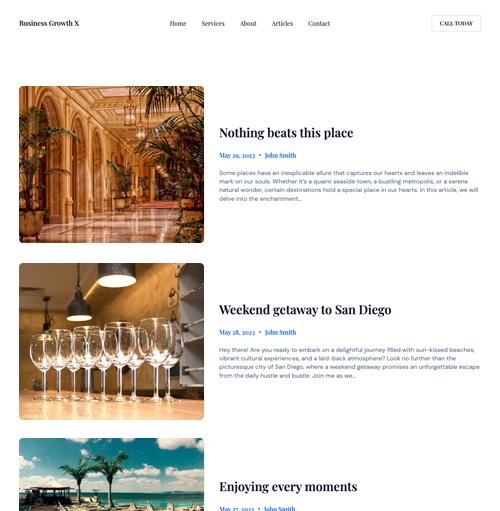 Business Growth X
Home Services About Articles Contact
CALL TODAY
Nothing beats this place
May 29, 2023 • John Smith
Some places have an inexplicable allure that captures our hearts and leaves an indelible
mark on our souls. Whether it's a quaint seaside town, a bustling metropolis, or a serene
natural wonder, certain destinations hold a special place in our hearts. In this article, we will
delve into the enchantment...
Weekend getaway to San Diego
May 28, 2023 • John Smith
Hey there! Are you ready to embark on a delightful journey filled with sun-kissed beaches,
vibrant cultural experiences, and a laid-back atmosphere? Look no further than the
picturesque city of San Diego, where a weekend getaway promises an unforgettable escape
from the daily hustle and bustle. Join me as we...
Enjoying every moments
May 27, 2023 • John Smith